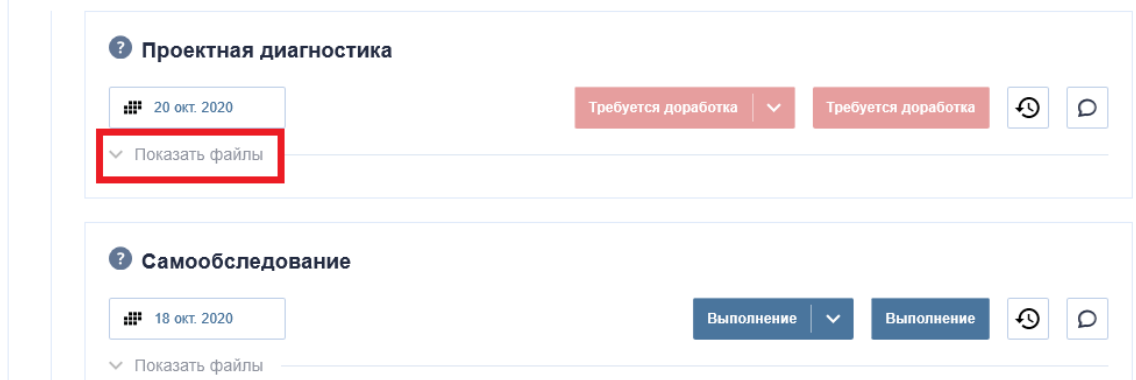 ? Проектная диагностика
20 окт. 2020 Требуется доработка Требуется доработка
Показать файлы
? Самообследование
18 окт. 2020 Выполнение Выполнение
Показать файлы